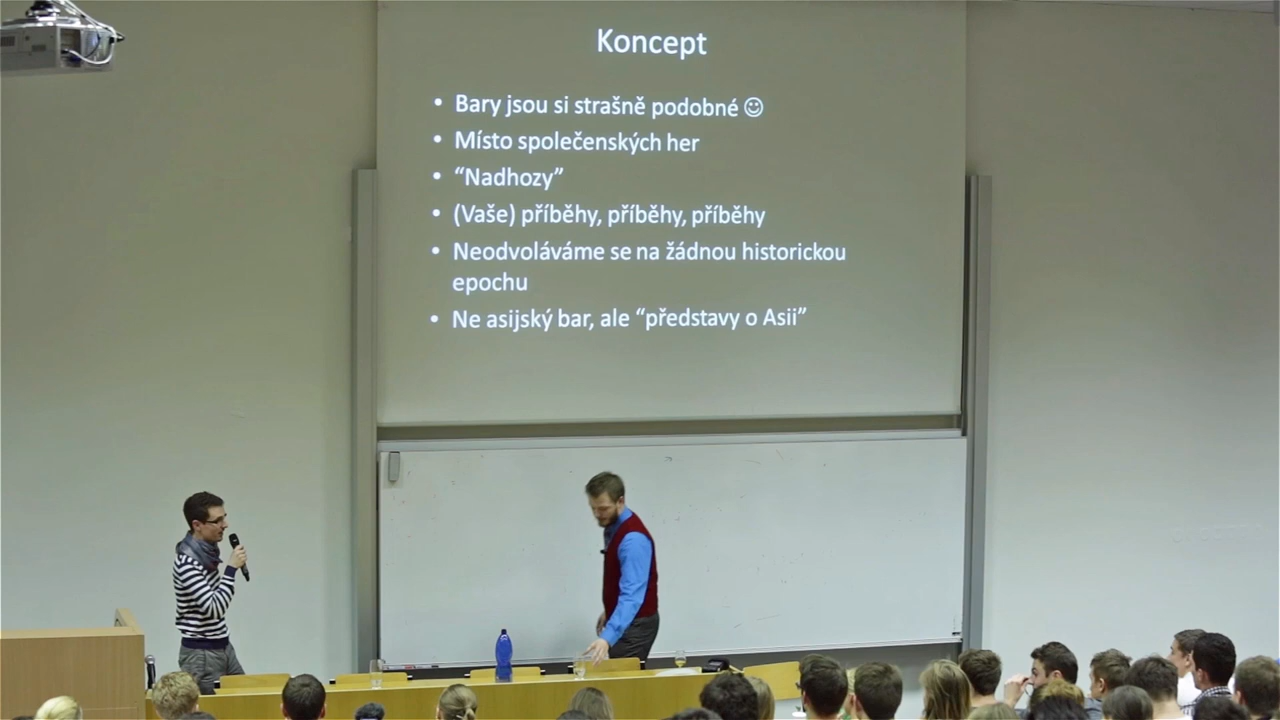 Koncept
• Bary jsou si strašně podobné ☺
• Místo společenských her
• “Nadhozy”
• (Vaše) příběhy, příběhy, příběhy
• Neodvoláváme se na žádnou historickou
epochu
• Ne asijský bar, ale “představy o Asii”